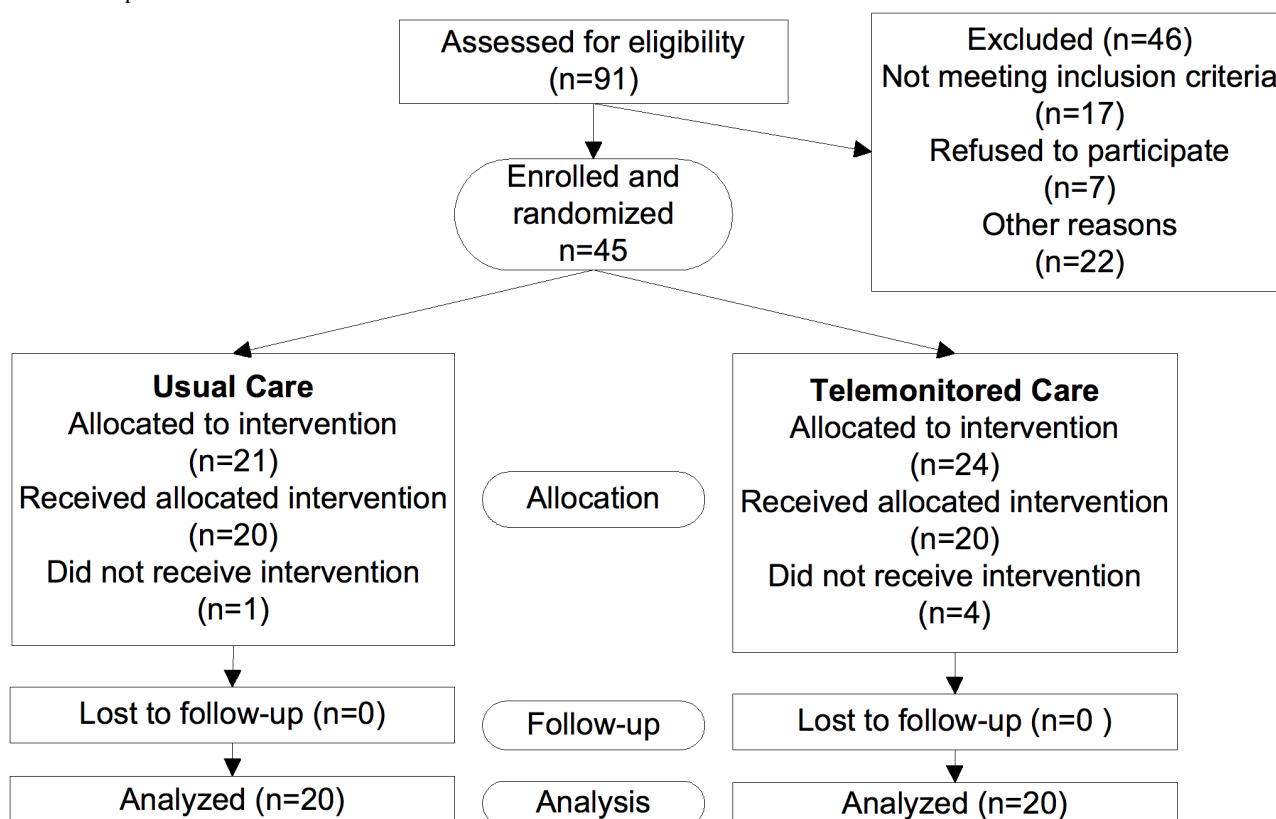 Assessed for eligibility
(n=91)
Excluded (n=46)
Not meeting inclusion criteria
(n=17)
Refused to participate
(n=7)
Other reasons
(n=22)
Enrolled and
randomized
n=45
Usual Care
Allocated to intervention
(n=21)
Received allocated intervention
(n=20)
Did not receive intervention
(n=1)
Allocation
Telemonitored Care
Allocated to intervention
(n=24)
Received allocated intervention
(n=20)
Did not receive intervention
(n=4)
Lost to follow-up (n=0)
Follow-up
Lost to follow-up (n=0 )
Analyzed (n=20)
Analysis
Analyzed (n=20)